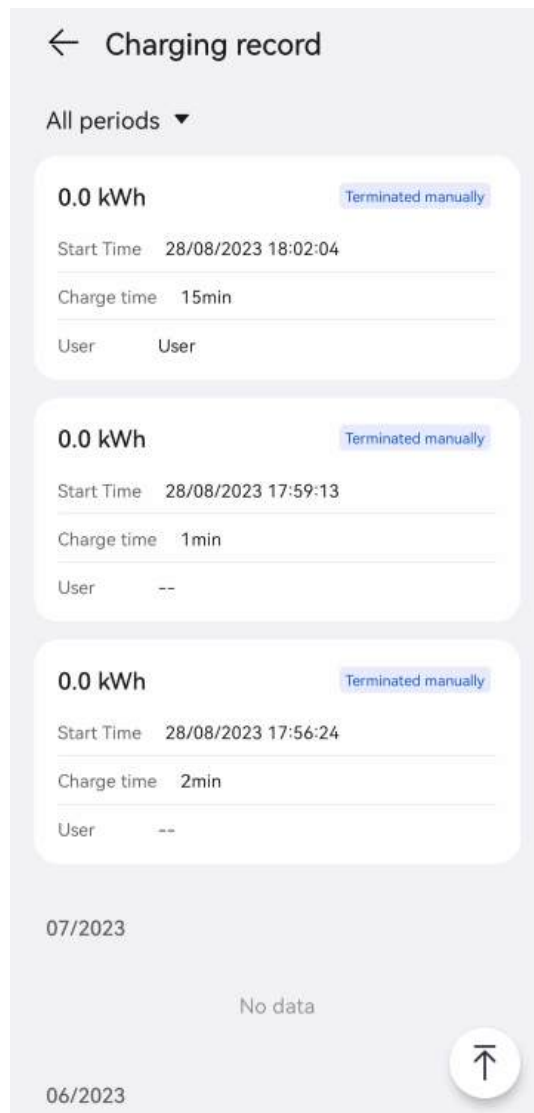 Charging record
All periods
0.0 kWh Terminated manually
Start Time 28/08/2023 18:02:04
Charge time 15min
User User
0.0 kWh Terminated manually
Start Time 28/08/2023 17:59:13
Charge time 1min
User --
0.0 kWh Terminated manually
Start Time 28/08/2023 17:56:24
Charge time 2min
User --
07/2023
No data
06/2023